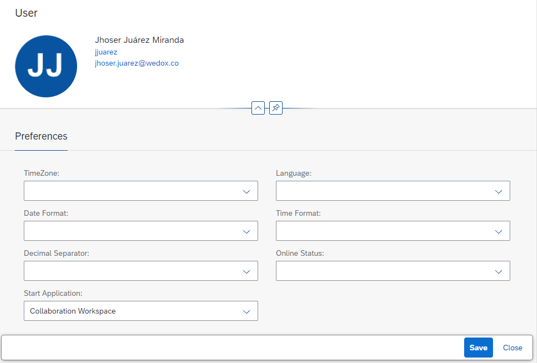 User
JJ
Jhoser Juárez Miranda
jjuarez
jhoser.juarez@wedox.co
Preferences
TimeZone:
Language:
Date Format:
Time Format:
Decimal Separator:
Online Status:
Start Application:
Collaboration Workspace
Save
Close